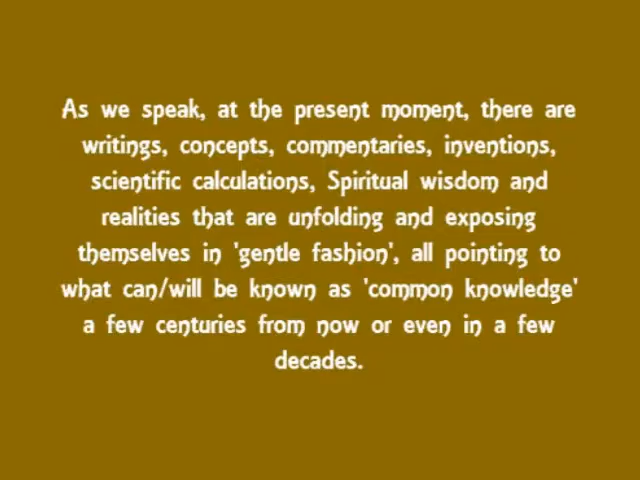 As we speak, at the present moment, there are
writings, concepts, commentaries, inventions,
scientific calculations, Spiritual wisdom and
realities that are unfolding and exposing
themselves in 'gentle fashion', all pointing to
what can/will be known as 'common knowledge'
a few centuries from now or even in a few
decades.